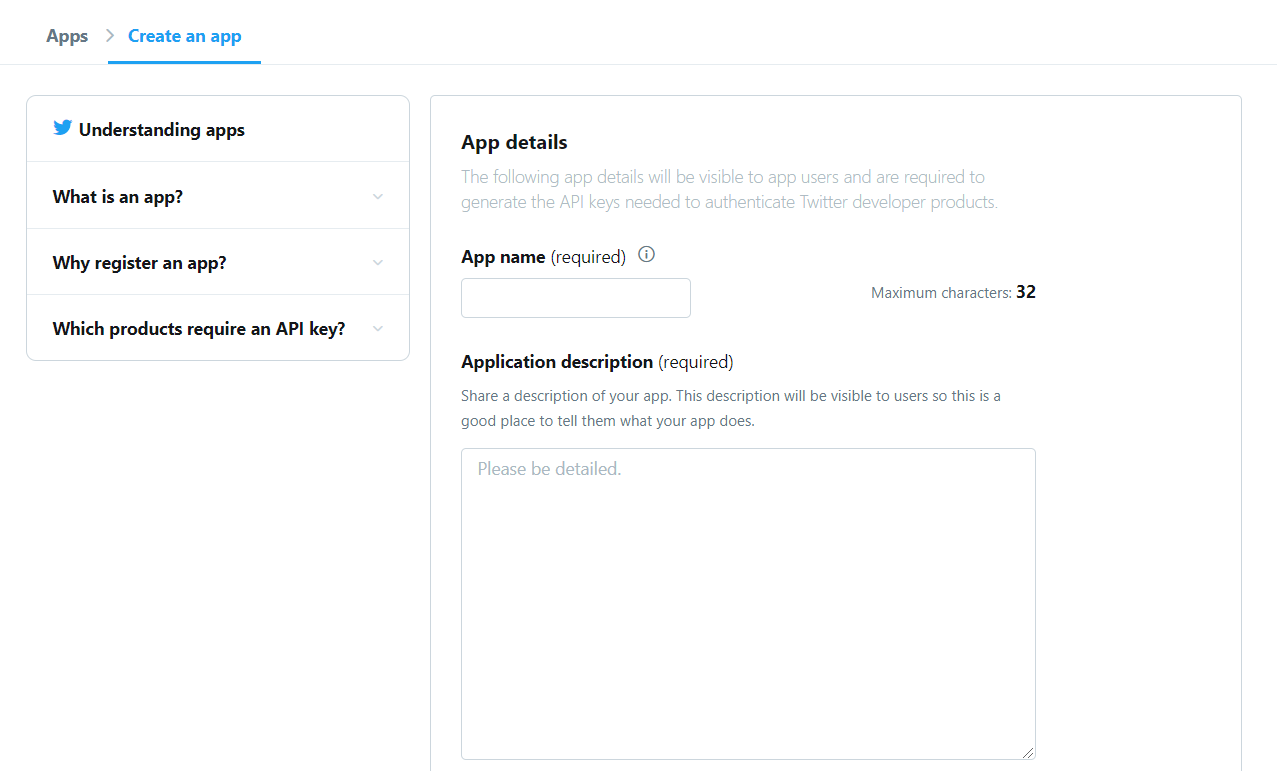 Apps
Create an app
Understanding apps
What is an app?
Why register an app?
Which products require an API key?
App details
The following app details will be visible to app users and are required to
generate the API keys needed to authenticate Twitter developer products.
App name (required)
Maximum characters: 32
Application description (required)
Share a description of your app. This description will be visible to users so this is a
good place to tell them what your app does.
Please be detailed.